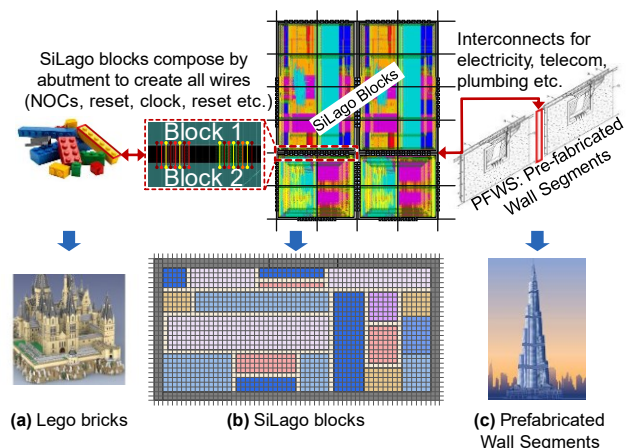 SiLago blocks compose by
abutment to create all wires
(NOCs, reset, clock, reset etc.)
Block 1
Block 2
SiLago Blocks
Interconnects for
electricity, telecom,
plumbing etc.
PFWS: Pre-fabricated
Wall Segments
(a) Lego bricks
(b) SiLago blocks
(c) Prefabricated
Wall Segments